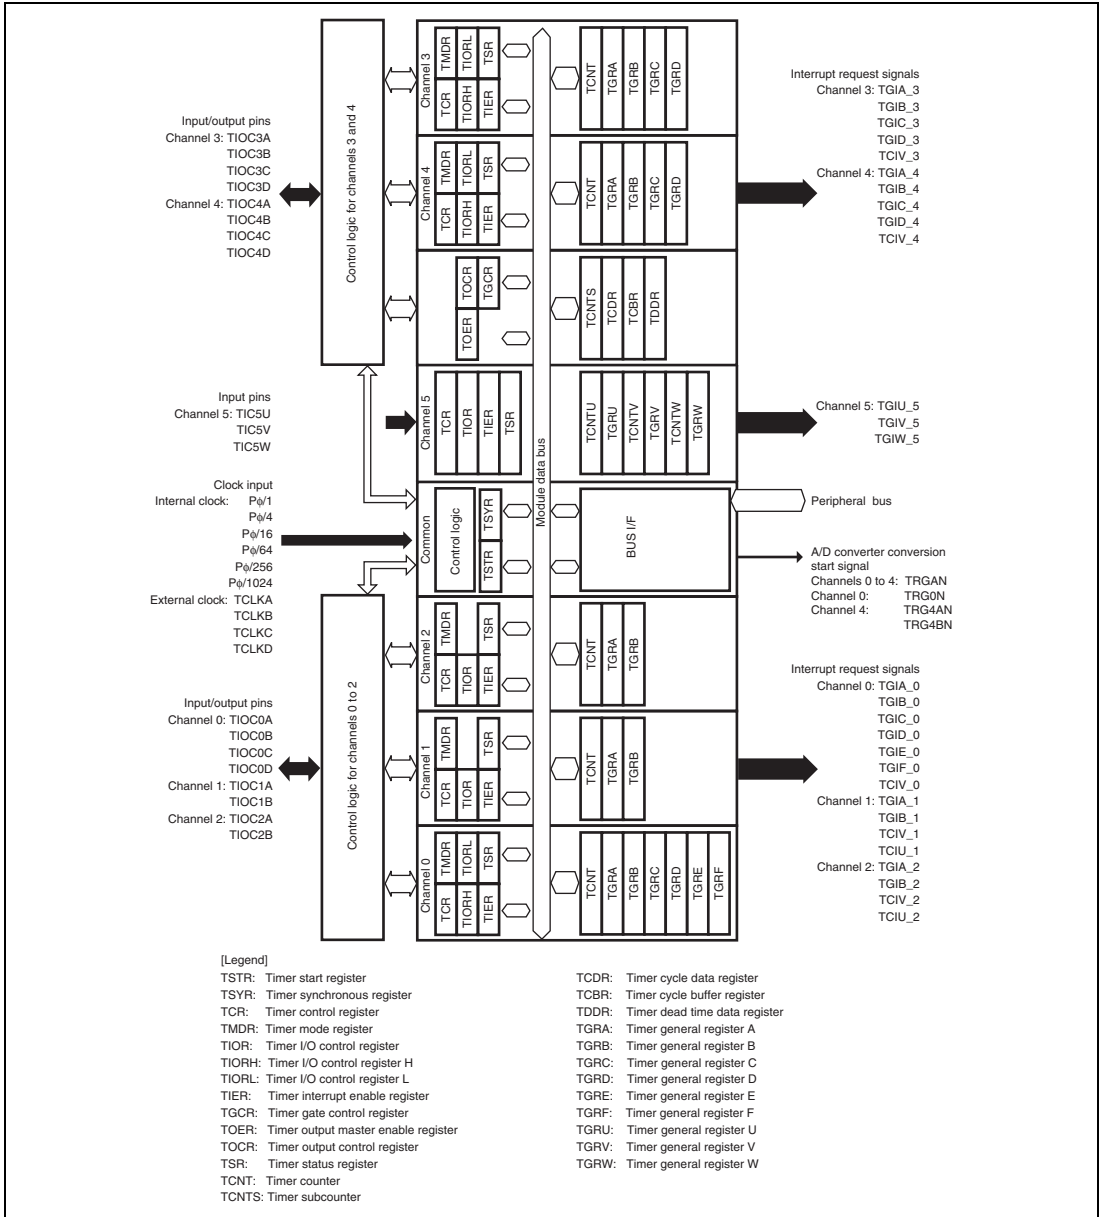 Input/output pins
Channel 3: TIOC3A
TIOC3B
TIOC3C
TIOC3D
Channel 4: TIOC4A
TIOC4B
TIOC4C
TIOC4D
Input pins
Channel 5: TIC5U
TIC5V
TIC5W
Clock input
Internal clock: Pφ/1
Pφ/4
Pφ/16
Pφ/64
Pφ/256
Pφ/1024
External clock: TCLKA
TCLKB
TCLKC
TCLKD
Input/output pins
Channel 0: TIOC0A
TIOC0B
TIOC0C
TIOC0D
Channel 1: TIOC1A
TIOC1B
Channel 2: TIOC2A
TIOC2B
Control logic for channels 3 and 4
Control logic for channels 0 to 2
Channel 3
TCR TMDR
TIORH TIORL
TIER TSR
TCNT
TGRA
TGRB
TGRC
TGRD
Channel 4
TCR TMDR
TIORH TIORL
TIER TSR
TCNT
TGRA
TGRB
TGRC
TGRD
TOER TOCR
TGCR
TCNTS
TCDR
TCBR
TDDR
Channel 5
TCR
TIOR
TIER
TSR
TCNTU
TGRU
TCNTV
TGRV
TCNTW
TGRW
Module data bus
Common
Control logic
TSTR TSYR
BUS I/F
Channel 2
TCR TMDR
TIOR
TIER TSR
TCNT
TGRA
TGRB
Channel 1
TCR TMDR
TIOR
TIER TSR
TCNT
TGRA
TGRB
Channel 0
TCR TMDR
TIORH TIORL
TIER TSR
TCNT
TGRA
TGRB
TGRC
TGRD
TGRE
TGRF
Interrupt request signals
Channel 3: TGIA_3
TGIB_3
TGIC_3
TGID_3
TCIV_3
Channel 4: TGIA_4
TGIB_4
TGIC_4
TGID_4
TCIV_4
Channel 5: TGIU_5
TGIV_5
TGIW_5
Peripheral bus
A/D converter conversion
start signal
Channels 0 to 4: TRGAN
Channel 0: TRG0N
Channel 4: TRG4AN
TRG4BN
Interrupt request signals
Channel 0: TGIA_0
TGIB_0
TGIC_0
TGID_0
TGIE_0
TGIF_0
TCIV_0
Channel 1: TGIA_1
TGIB_1
TCIV_1
TCIU_1
Channel 2: TGIA_2
TGIB_2
TCIV_2
TCIU_2
[Legend]
TSTR: Timer start register
TSYR: Timer synchronous register
TCR: Timer control register
TMDR: Timer mode register
TIOR: Timer I/O control register
TIORH: Timer I/O control register H
TIORL: Timer I/O control register L
TIER: Timer interrupt enable register
TGCR: Timer gate control register
TOER: Timer output master enable register
TOCR: Timer output control register
TSR: Timer status register
TCNT: Timer counter
TCNTS: Timer subcounter
TCDR: Timer cycle data register
TCBR: Timer cycle buffer register
TDDR: Timer dead time data register
TGRA: Timer general register A
TGRB: Timer general register B
TGRC: Timer general register C
TGRD: Timer general register D
TGRE: Timer general register E
TGRF: Timer general register F
TGRU: Timer general register U
TGRV: Timer general register V
TGRW: Timer general register W